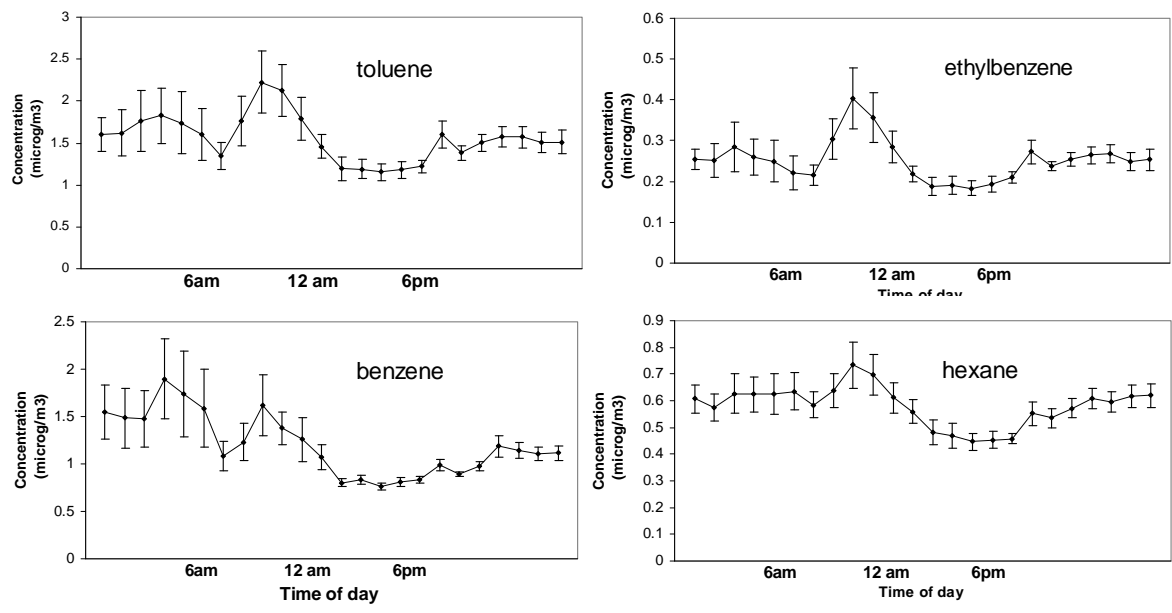 3
2.5
2
1.5
1
0.5
0
Concentration
(microg/m3)
toluene
6am 12 am 6pm
0.6
0.5
0.4
0.3
0.2
0.1
0
Concentration
(microg/m3)
ethylbenzene
6am 12 am 6pm
Time of day
2.5
2
1.5
1
0.5
0
Concentration
(microg/m3)
benzene
6am 12 am 6pm
Time of day
0.9
0.8
0.7
0.6
0.5
0.4
0.3
0.2
0.1
0
Concentration
(microg/m3)
hexane
6am 12 am 6pm
Time of day